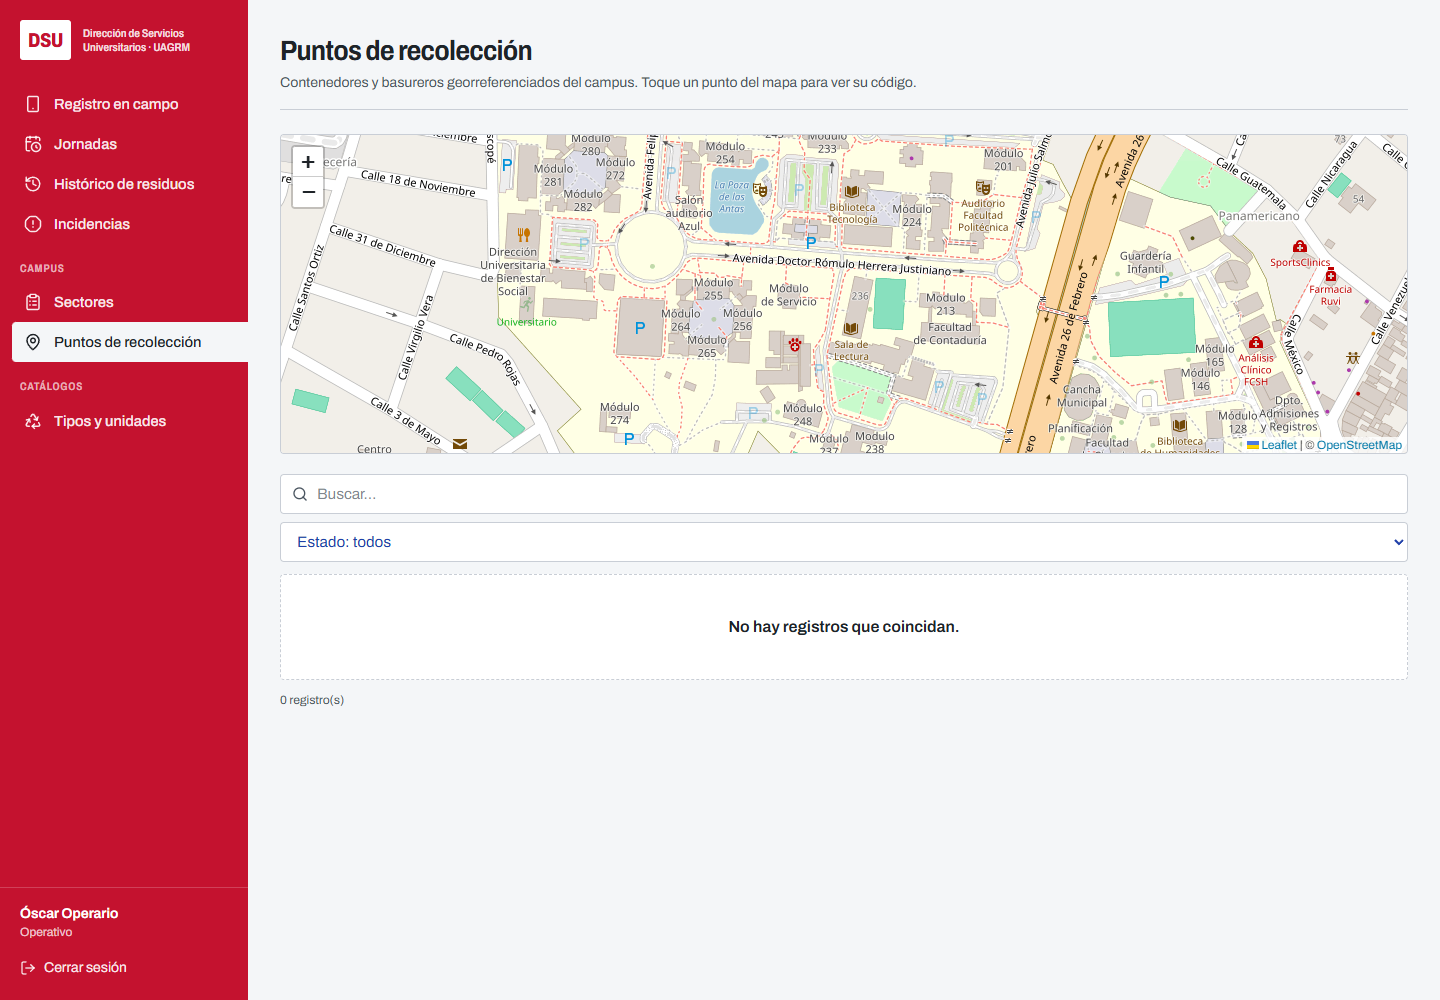 DSU
Dirección de Servicios
Universitarios · UAGRM
Registro en campo
Jornadas
Histórico de residuos
Incidencias
CAMPUS
Sectores
Puntos de recolección
CATÁLOGOS
Tipos y unidades
Óscar Operario
Operativo
Cerrar sesión
Puntos de recolección
Contenedores y basureros georreferenciados del campus. Toque un punto del mapa para ver su código.
+
−
Calle 18 de Noviembre
Calle 31 de Diciembre
Calle Santos Ortiz
Calle Virgilio Vera
Calle Pedro Rojas
Calle 3 de Mayo
Centro
P
Módulo
280
Módulo
281
Módulo
272
Módulo
282
Dirección
Universitaria
de Bienestar
Social
Universitario
P
Módulo
254
Salón
auditorio
Azul
La Poza
de las
Antas
P
Módulo
233
Biblioteca
Tecnología
Módulo
224
P
Auditorio
Facultad
Politécnica
Módulo
201
P
P
Avenida Doctor Rómulo Herrera Justiniano
Módulo
255
Módulo
264
Módulo
256
Módulo
265
P
Módulo
de Servicio
236
Módulo
213
Facultad
de Contaduría
Sala de
Lectura
P
P
P
P
Módulo
274
P
Módulo
248
Módulo
237
Módulo
238
Avenida 26 de Febrero
Avenida 26
Guardería
Infantil
P
Cancha
Municipal
Planificación
Facultad
Módulo
165
Módulo
146
Módulo
128
Dpto.
Admisiones
y Registros
Biblioteca
de Humanidades
Análisis
Clínico
FCSH
Calle México
Calle Guatemala
Calle Nicaragua
Panamericano
54
73
SportsClinics
Farmacia
Ruvi
Leaflet | © OpenStreetMap
Buscar...
Estado: todos
No hay registros que coincidan.
0 registro(s)